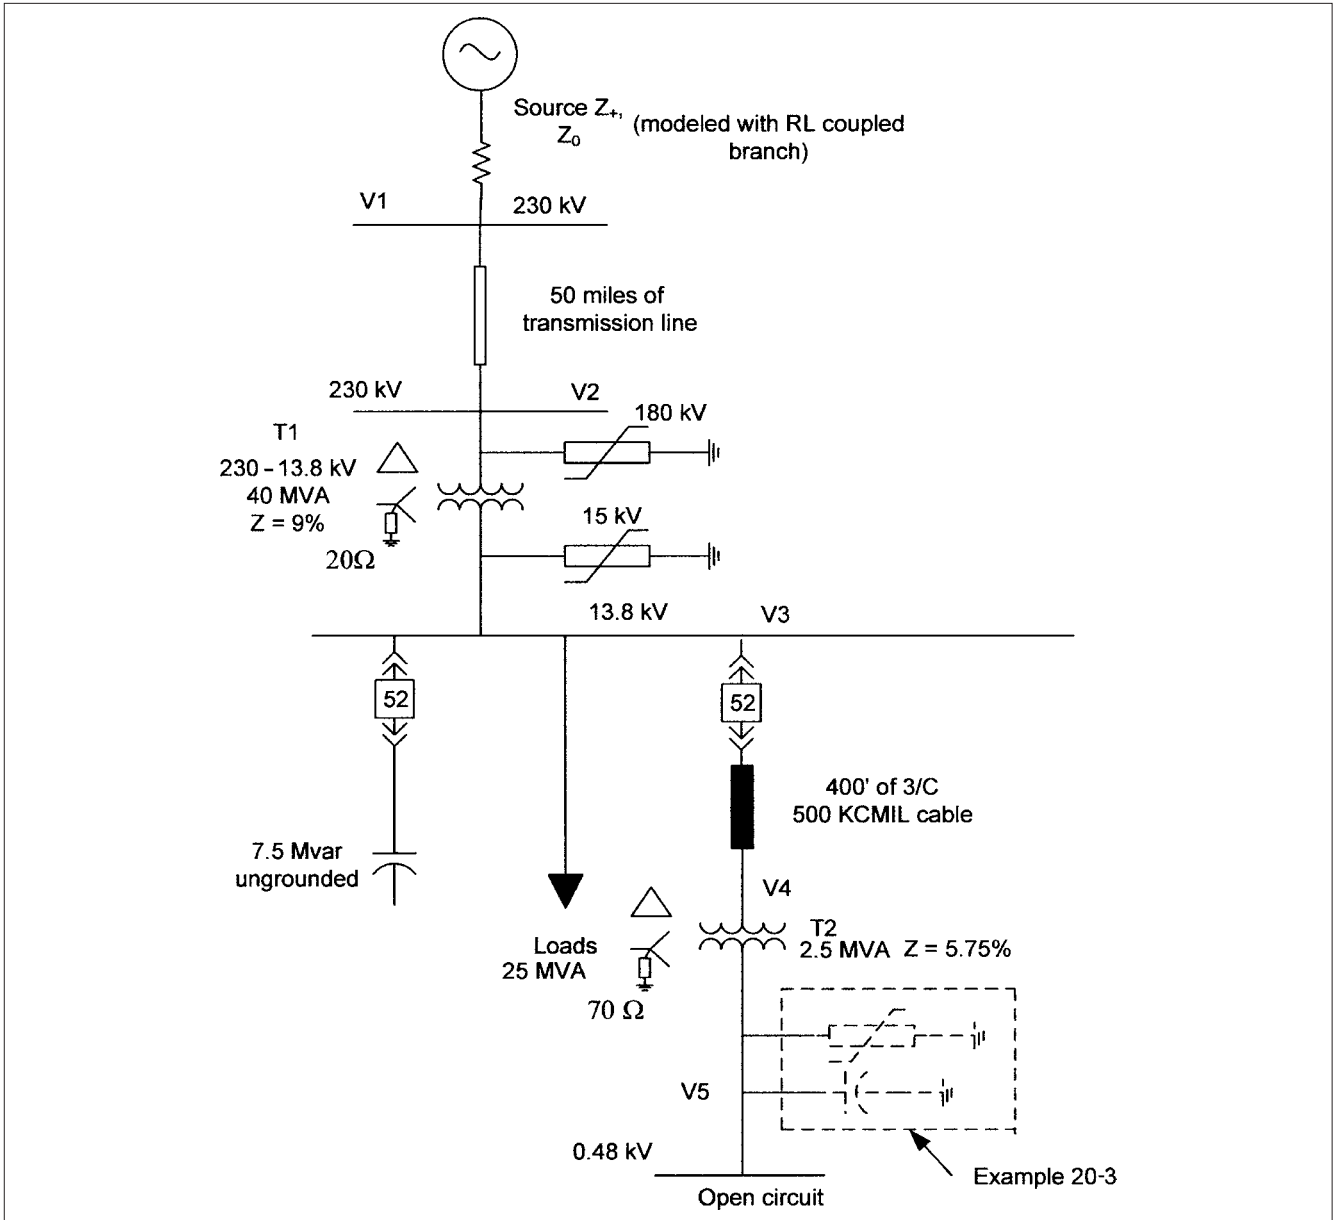 Source Z+,
Z0
(modeled with RL coupled
branch)
V1
230 kV
50 miles of
transmission line
230 kV
V2
180 kV
T1
230 – 13.8 kV
40 MVA
Z = 9%
20Ω
15 kV
13.8 kV
V3
52
52
400' of 3/C
500 KCMIL cable
7.5 Mvar
ungrounded
V4
Loads
25 MVA
T2
2.5 MVA Z = 5.75%
70 Ω
V5
0.48 kV
Example 20-3
Open circuit